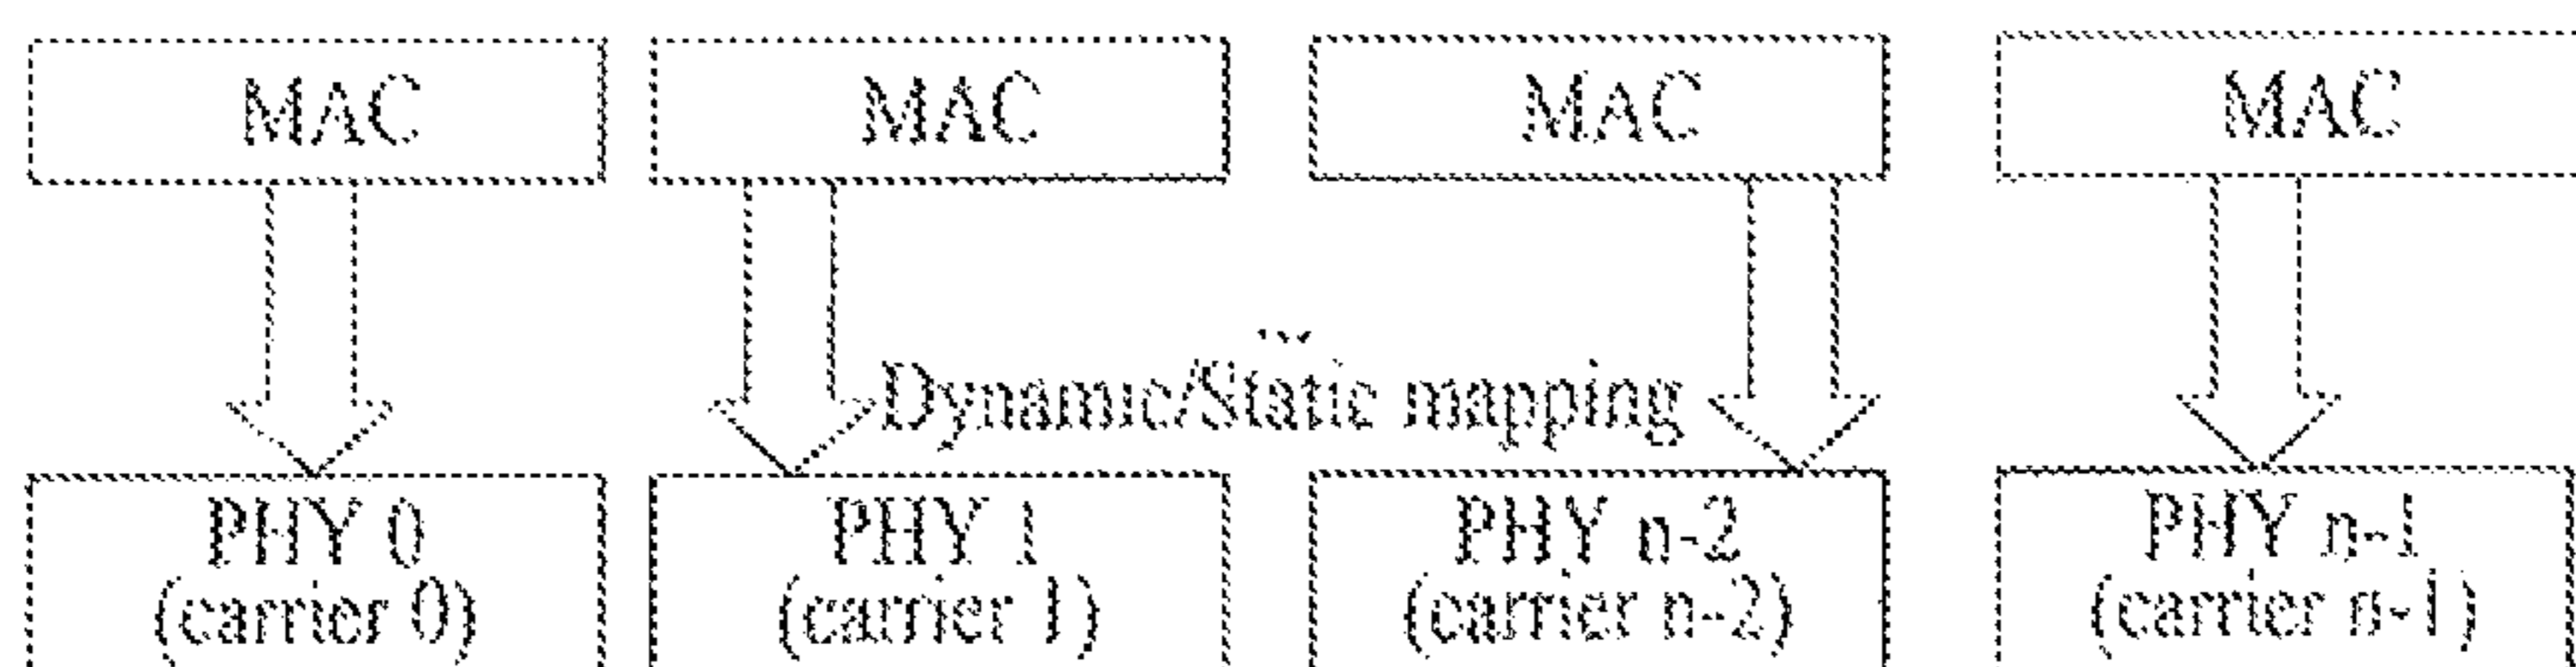 MAC MAC MAC MAC
...
Dynamic/Static mapping
PHY 0 PHY 1 PHY n-2 PHY n-1
(carrier 0) (carrier 1) (carrier n-2) (carrier n-1)